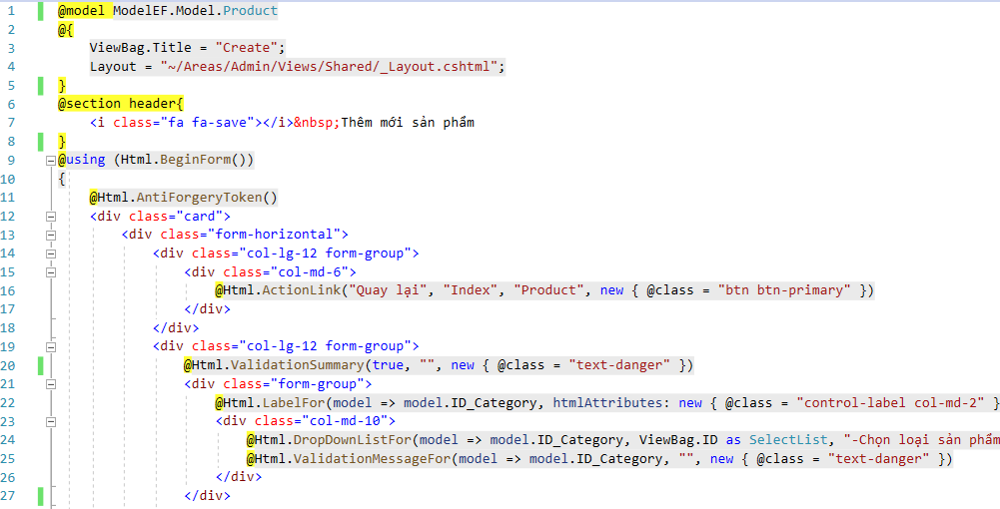 1 @model ModelEF.Model.Product
2 @{
3 ViewBag.Title = "Create";
4 Layout = "~/Areas/Admin/Views/Shared/_Layout.cshtml";
5 }
6 @section header{
7 <i class="fa fa-save"></i>&nbsp;Thêm mới sản phẩm
8 }
9 @using (Html.BeginForm())
10 {
11 @Html.AntiForgeryToken()
12 <div class="card">
13 <div class="form-horizontal">
14 <div class="col-lg-12 form-group">
15 <div class="col-md-6">
16 @Html.ActionLink("Quay lại", "Index", "Product", new { @class = "btn btn-primary" })
17 </div>
18 </div>
19 <div class="col-lg-12 form-group">
20 @Html.ValidationSummary(true, "", new { @class = "text-danger" })
21 <div class="form-group">
22 @Html.LabelFor(model => model.ID_Category, htmlAttributes: new { @class = "control-label col-md-2" }
23 <div class="col-md-10">
24 @Html.DropDownListFor(model => model.ID_Category, ViewBag.ID as SelectList, "-Chọn loại sản phẩm
25 @Html.ValidationMessageFor(model => model.ID_Category, "", new { @class = "text-danger" })
26 </div>
27 </div>